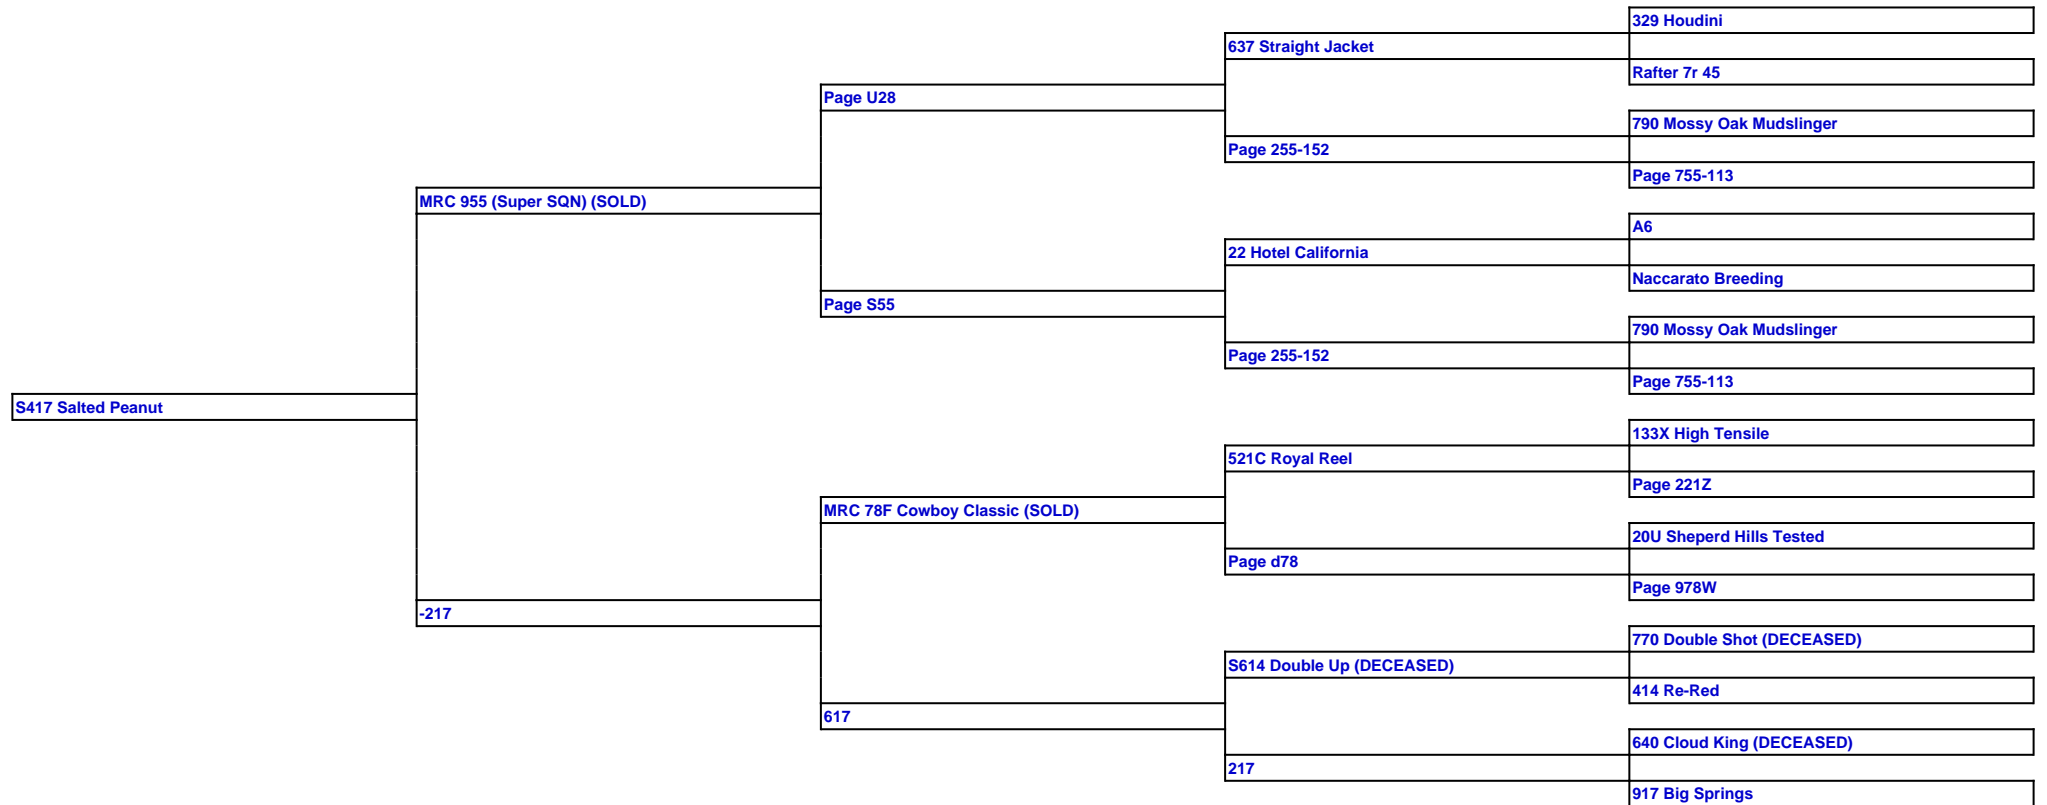 329 Houdini
637 Straight Jacket
Rafter 7r 45
Page U28
790 Mossy Oak Mudslinger
Page 255-152
Page 755-113
MRC 955 (Super SQN) (SOLD)
A6
22 Hotel California
Naccarato Breeding
Page S55
790 Mossy Oak Mudslinger
Page 255-152
Page 755-113
S417 Salted Peanut
133X High Tensile
521C Royal Reel
Page 221Z
MRC 78F Cowboy Classic (SOLD)
20U Sheperd Hills Tested
Page d78
Page 978W
-217
770 Double Shot (DECEASED)
S614 Double Up (DECEASED)
414 Re-Red
617
640 Cloud King (DECEASED)
217
917 Big Springs